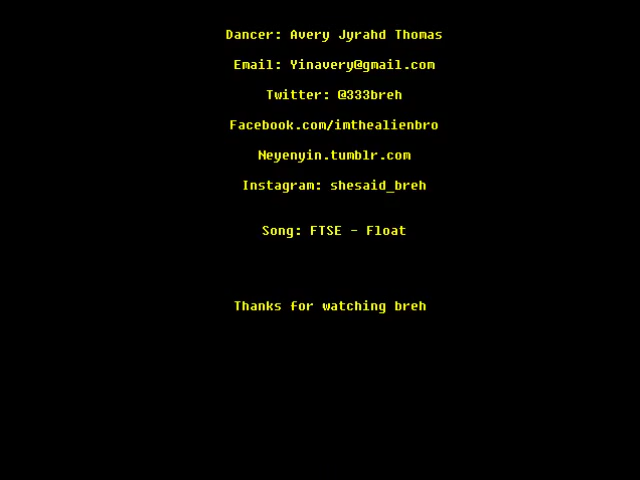 Dancer: Avery Jyrahd Thomas
Email: Yinavery@gmail.com
Twitter: @333breh
Facebook.com/imthealienbro
Neyenyin.tumblr.com
Instagram: shesaid_breh
Song: FTSE - Float
Thanks for watching breh